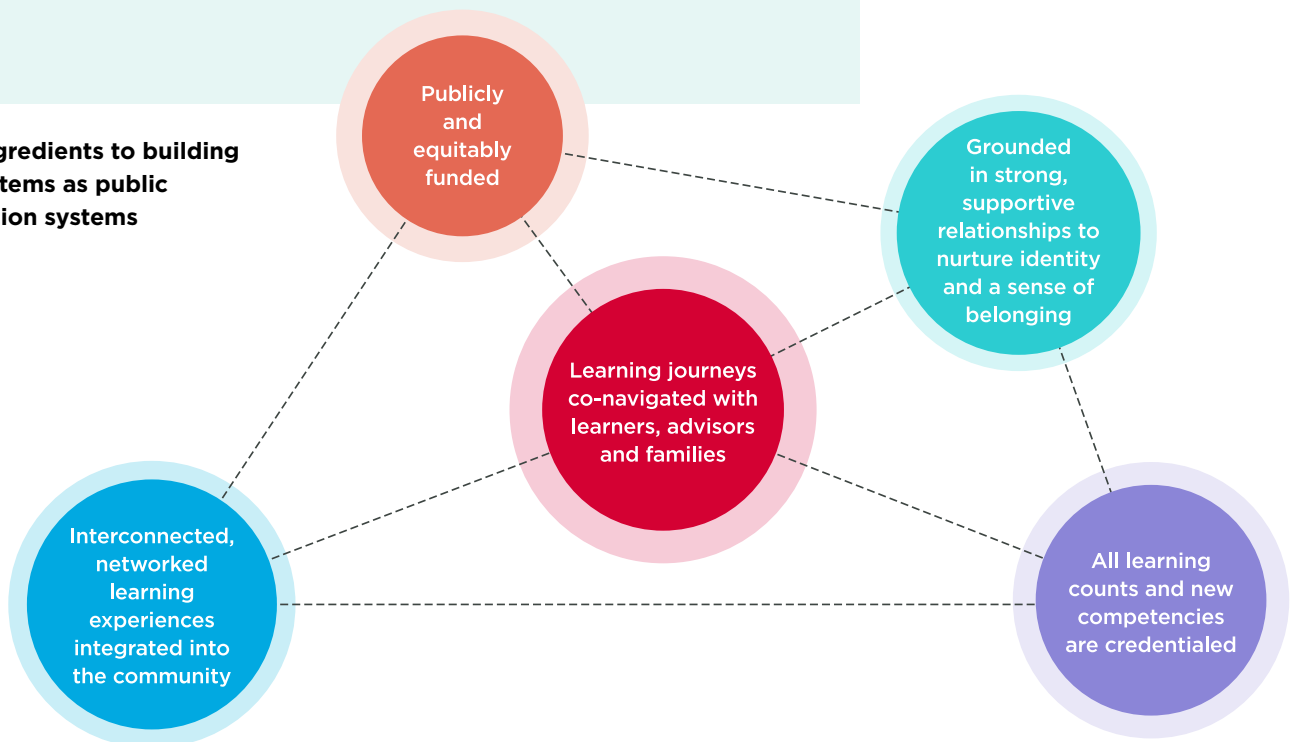 gredients to building
tems as public
ion systems
Publicly
and
equitably
funded
Grounded
in strong,
supportive
relationships to
nurture identity
and a sense of
belonging
Learning journeys
co-navigated with
learners, advisors
and families
Interconnected,
networked
learning
experiences
integrated into
the community
All learning
counts and new
competencies
are credentialed